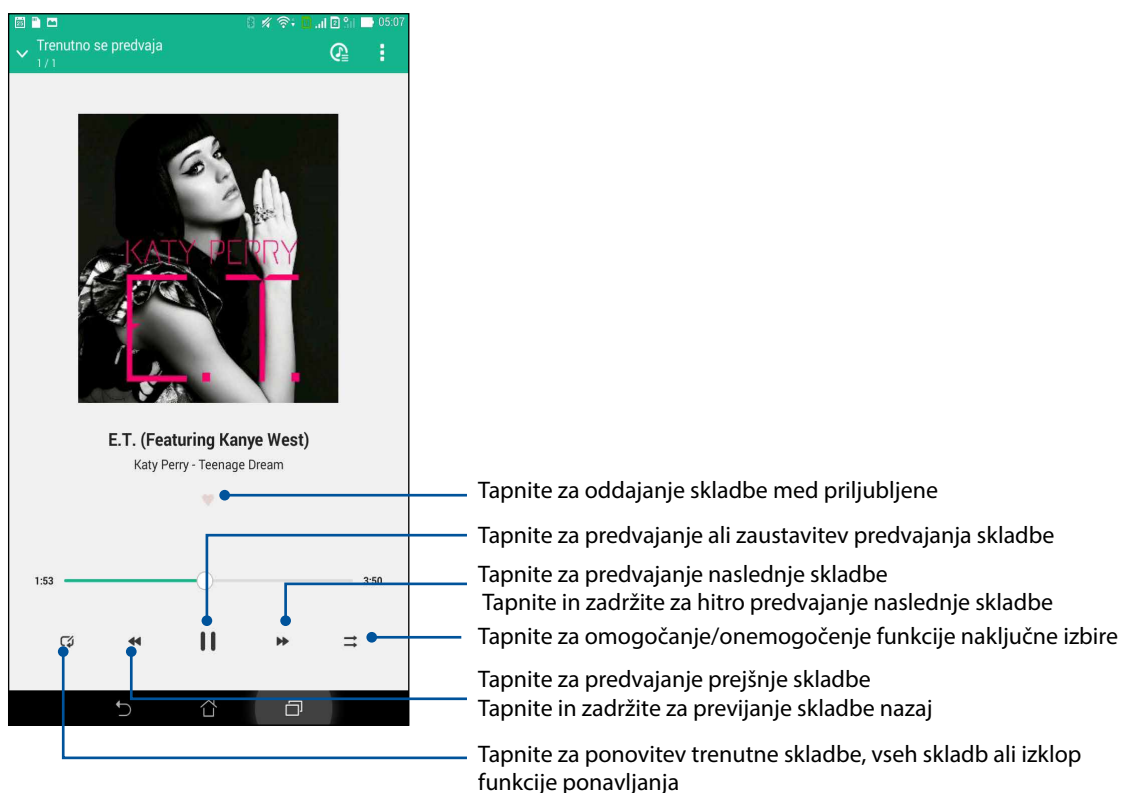 05:07
Trenutno se predvaja
1 / 1
KATY PERRY
E.T.
E.T. (Featuring Kanye West)
Katy Perry - Teenage Dream
Tapnite za oddajanje skladbe med priljubljene
Tapnite za predvajanje ali zaustavitev predvajanja skladbe
1:53
3:50
Tapnite za predvajanje naslednje skladbe
Tapnite in zadržite za hitro predvajanje naslednje skladbe
Tapnite za omogočanje/onemogočenje funkcije naključne izbire
Tapnite za predvajanje prejšnje skladbe
Tapnite in zadržite za previjanje skladbe nazaj
Tapnite za ponovitev trenutne skladbe, vseh skladb ali izklop
funkcije ponavljanja